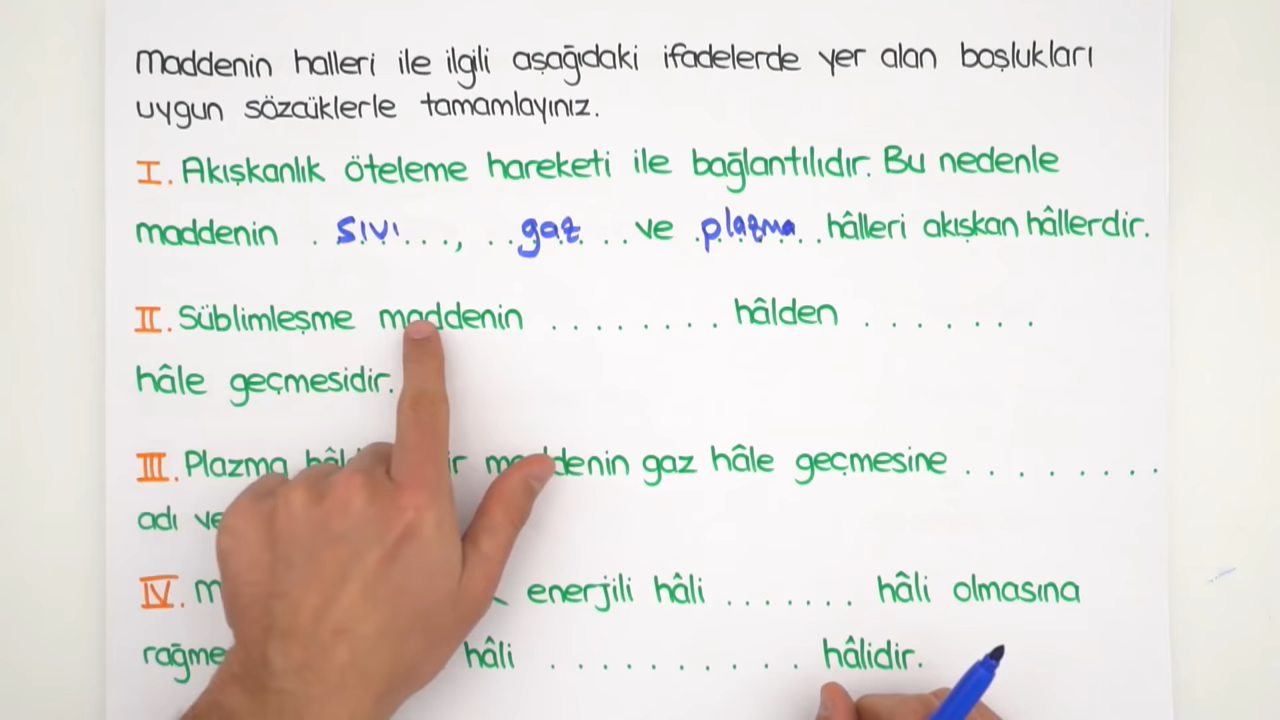 Maddenin halleri ile ilgili aşağıdaki ifadelerde yer alan boşlukları
uygun sözcüklerle tamamlayınız.
I. Akışkanlık öteleme hareketi ile bağlantılıdır. Bu nedenle
maddenin . sıvı ..., .. gaz .. ve plazma .. hâlleri akışkan hâllerdir.
II. Süblimleşme maddenin ........ hâlden .......
hâle geçmesidir.
III. Plazma maddenin gaz hâle geçmesine ........
adı
IV. enerjili hâli ....... hâli olmasına
hâli .......... hâlidir.